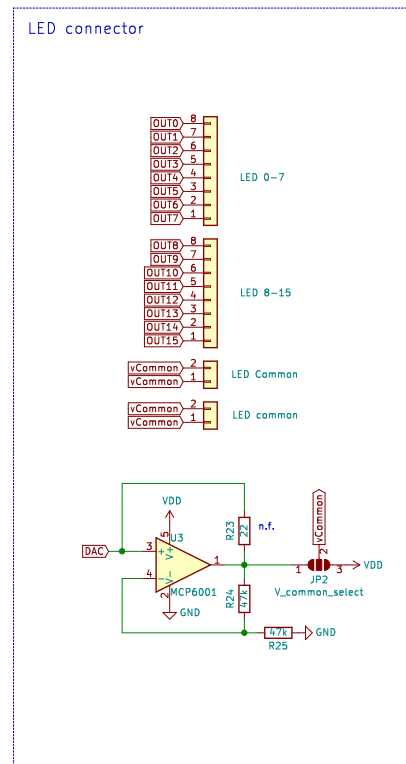 LED connector
OUT0 8
OUT1 7
OUT2 6
OUT3 5
OUT4 4
OUT5 3
OUT6 2
OUT7 1
LED 0-7
OUT8 8
OUT9 7
OUT10 6
OUT11 5
OUT12 4
OUT13 3
OUT14 2
OUT15 1
LED 8-15
vCommon 2
vCommon 1
LED Common
vCommon 2
vCommon 1
LED common
VDD
R23
22
n.f.
vCommon
U3
5
V+
DAC
3
+
1
2
1
3
VDD
4
-
V-
2
MCP6001
GND
R24
47k
JP2
V_common_select
47k
GND
R25